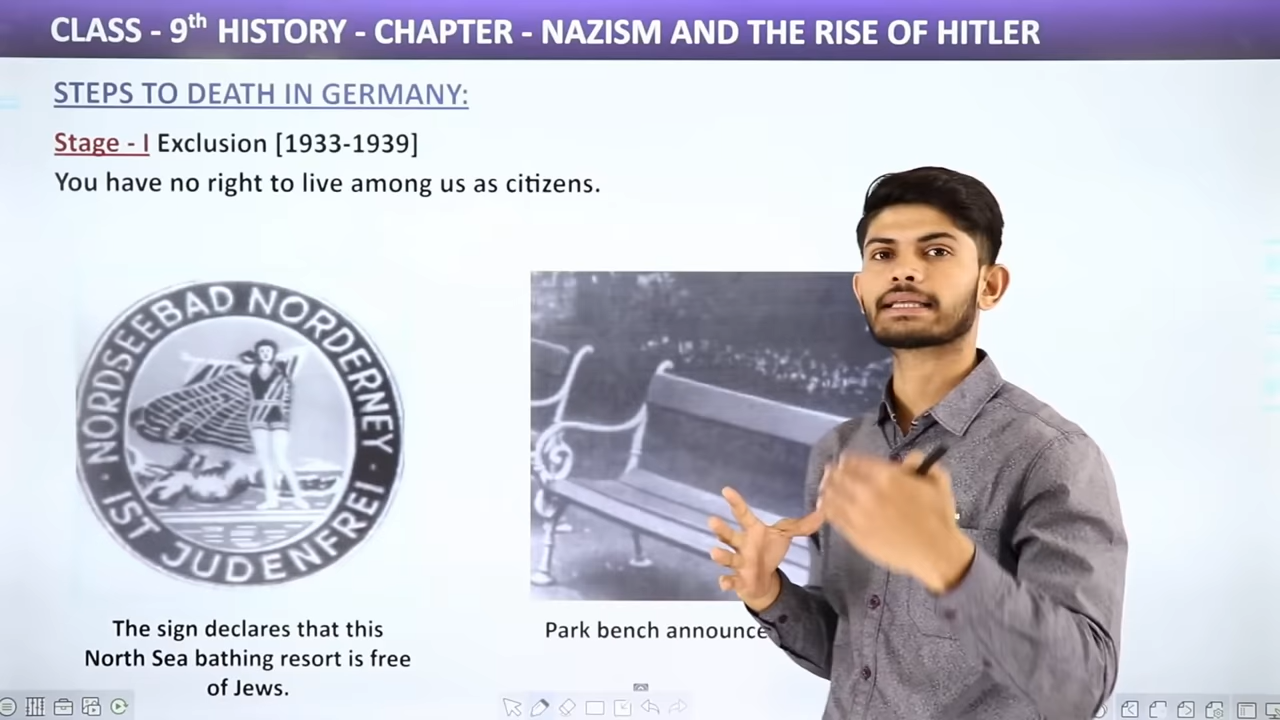 CLASS - 9th HISTORY - CHAPTER - NAZISM AND THE RISE OF HITLER
STEPS TO DEATH IN GERMANY:
Stage - I Exclusion [1933-1939]
You have no right to live among us as citizens.
· NORDSEEBAD NORDERNEY ·
IST JUDENFREI
The sign declares that this
North Sea bathing resort is free
of Jews.
Park bench announce